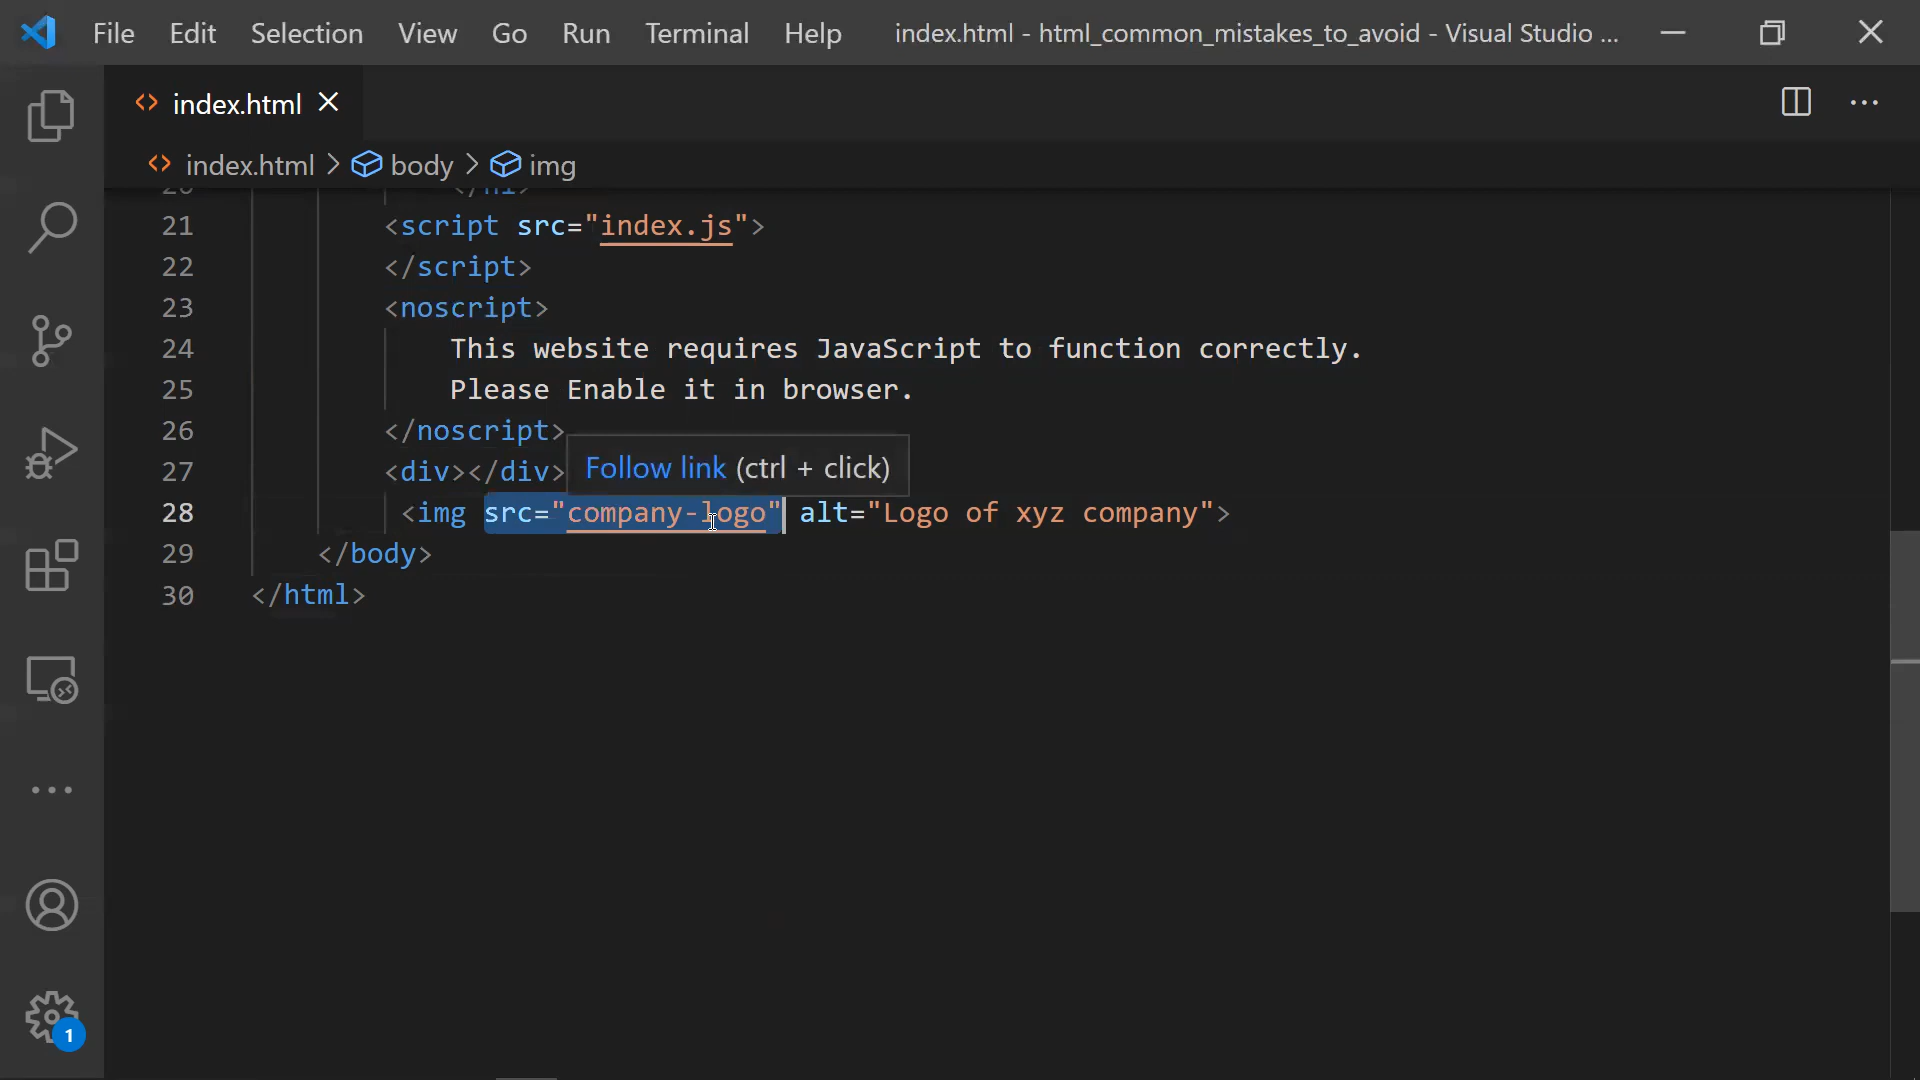 File Edit Selection View Go Run Terminal Help index.html - html_common_mistakes_to_avoid - Visual Studio ...
index.html
index.html > body > img
21 <script src="index.js">
22 </script>
23 <noscript>
24 This website requires JavaScript to function correctly.
25 Please Enable it in browser.
26 </noscript>
Follow link (ctrl + click)
27 <div></div>
28 <img src="company-logo" alt="Logo of xyz company">
29 </body>
30 </html>
1